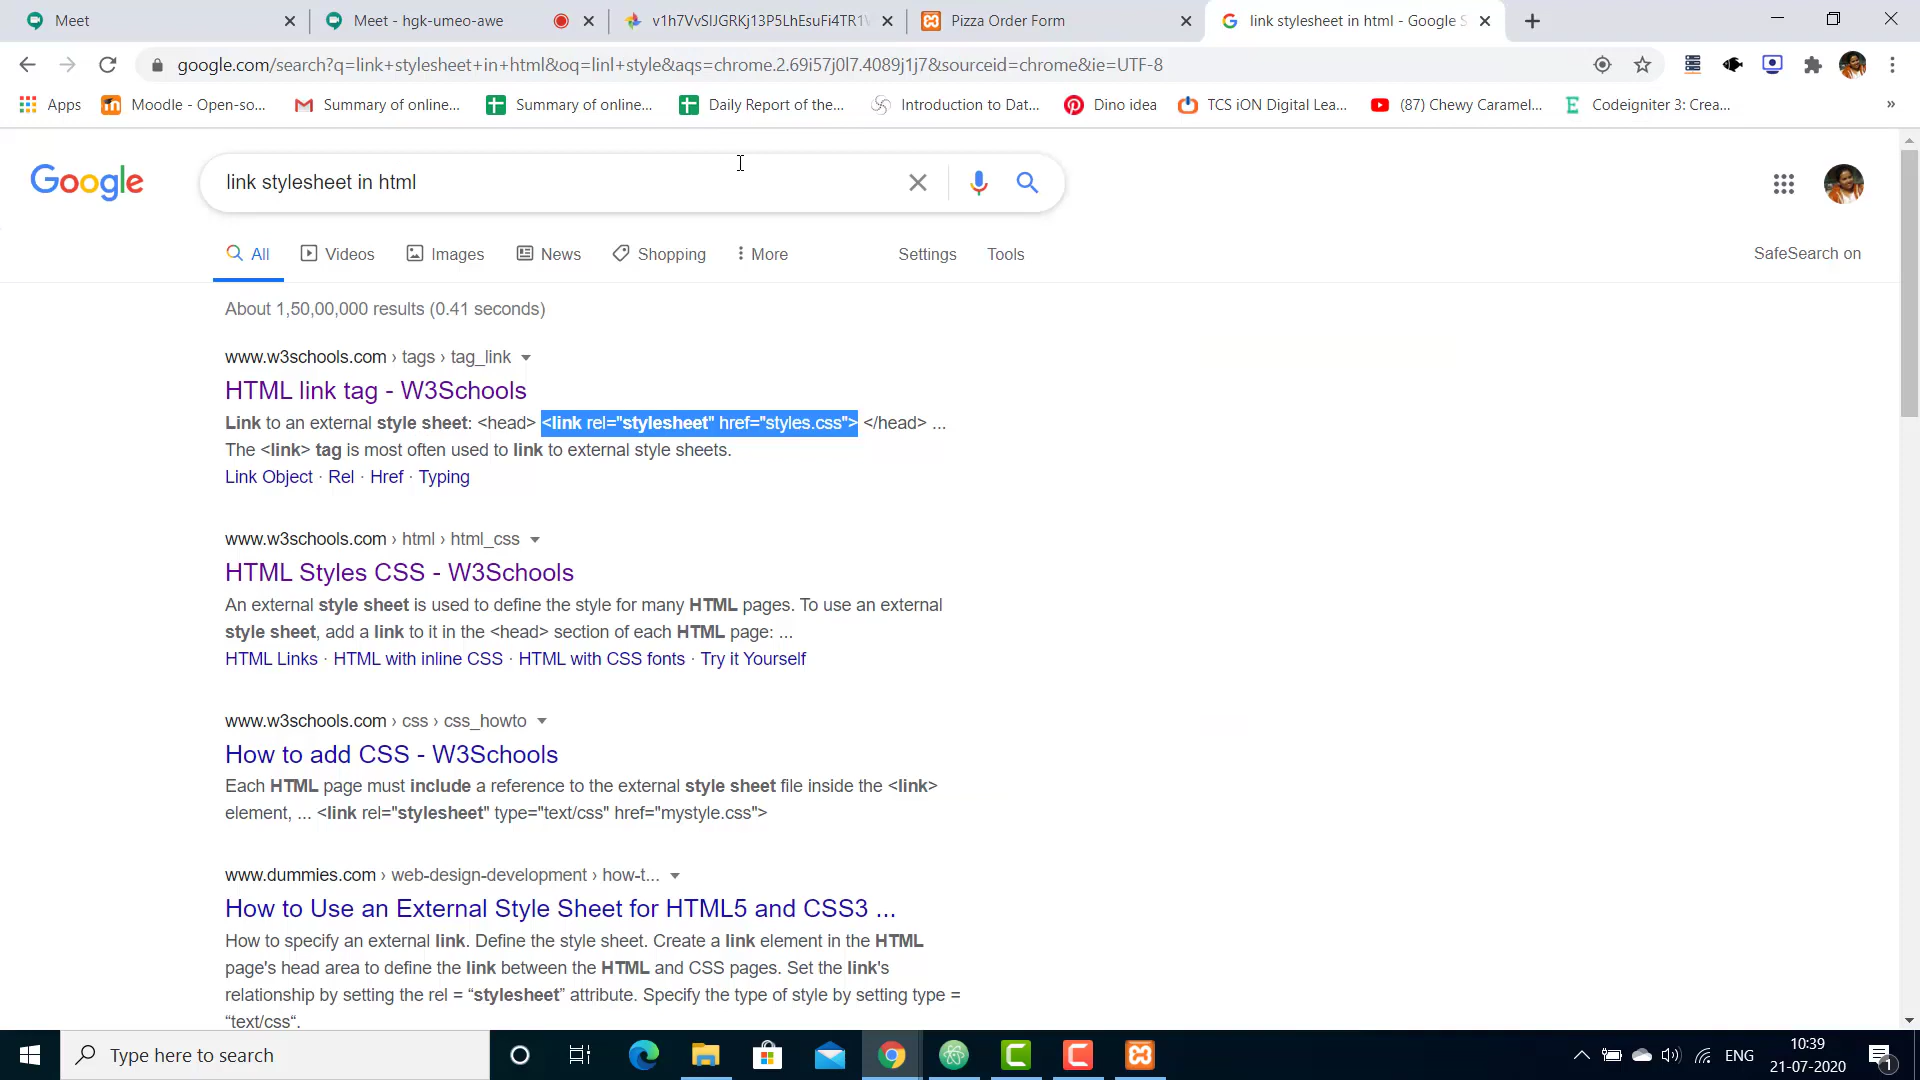 Meet
Meet - hgk-umeo-awe
Pizza Order Form
link stylesheet in html - Google S
google.com/search?q=link+stylesheet+in+html&oq=linl+style&aqs=chrome.2.69i57j0l7.4089j1j7&sourceid=chrome&ie=UTF-8
Apps
Moodle - Open-so...
Summary of online...
Summary of online...
Daily Report of the...
Introduction to Dat...
Dino idea
TCS iON Digital Lea...
(87) Chewy Caramel...
Codeigniter 3: Crea...
»
Google
link stylesheet in html
All
Videos
Images
News
Shopping
More
Settings
Tools
SafeSearch on
About 1,50,00,000 results (0.41 seconds)
www.w3schools.com › tags › tag_link
HTML link tag - W3Schools
Link to an external style sheet: <head> <link rel="stylesheet" href="styles.css"> </head> ...
The <link> tag is most often used to link to external style sheets.
Link Object · Rel · Href · Typing
www.w3schools.com › html › html_css
HTML Styles CSS - W3Schools
An external style sheet is used to define the style for many HTML pages. To use an external
style sheet, add a link to it in the <head> section of each HTML page: ...
HTML Links · HTML with inline CSS · HTML with CSS fonts · Try it Yourself
www.w3schools.com › css › css_howto
How to add CSS - W3Schools
Each HTML page must include a reference to the external style sheet file inside the <link>
element, ... <link rel="stylesheet" type="text/css" href="mystyle.css">
www.dummies.com › web-design-development › how-t...
How to Use an External Style Sheet for HTML5 and CSS3 ...
How to specify an external link. Define the style sheet. Create a link element in the HTML
page's head area to define the link between the HTML and CSS pages. Set the link's
relationship by setting the rel = “stylesheet” attribute. Specify the type of style by setting type =
“text/css“.
Type here to search
ENG
10:39
21-07-2020
1